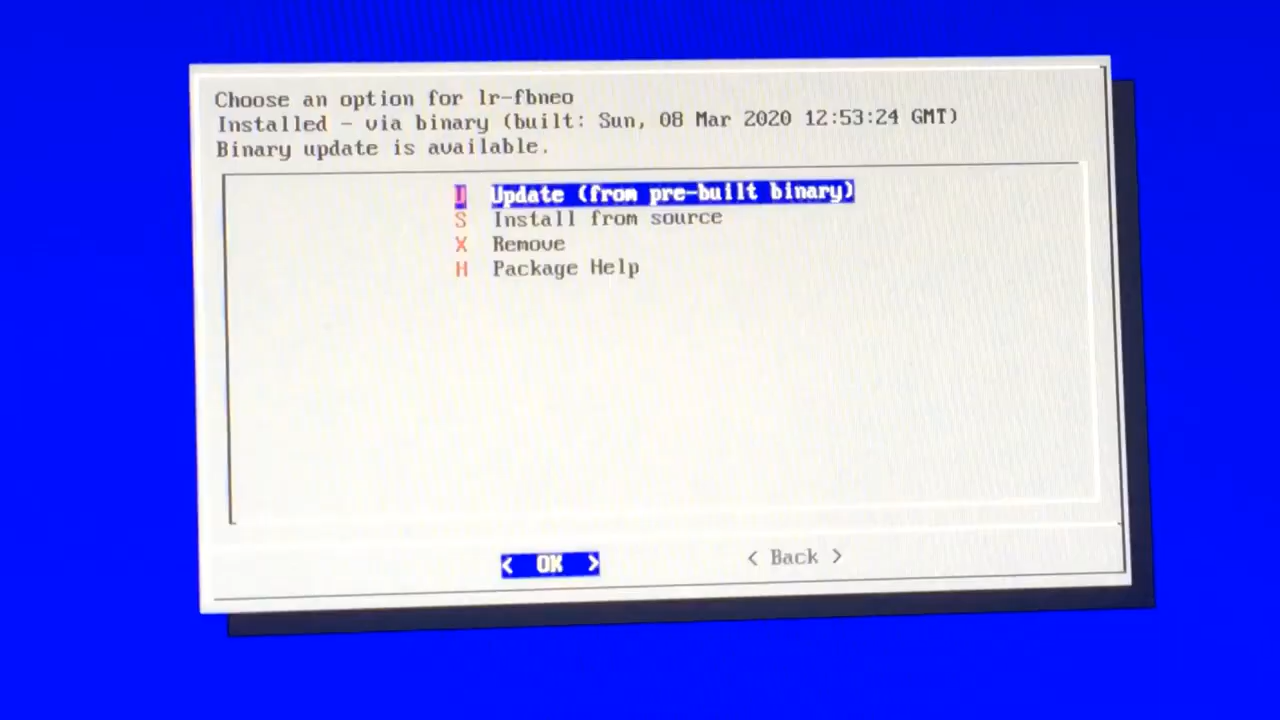 Choose an option for lr-fbneo
Installed - via binary (built: Sun, 08 Mar 2020 12:53:24 GMT)
Binary update is available.
U Update (from pre-built binary)
S Install from source
X Remove
H Package Help
< OK > < Back >